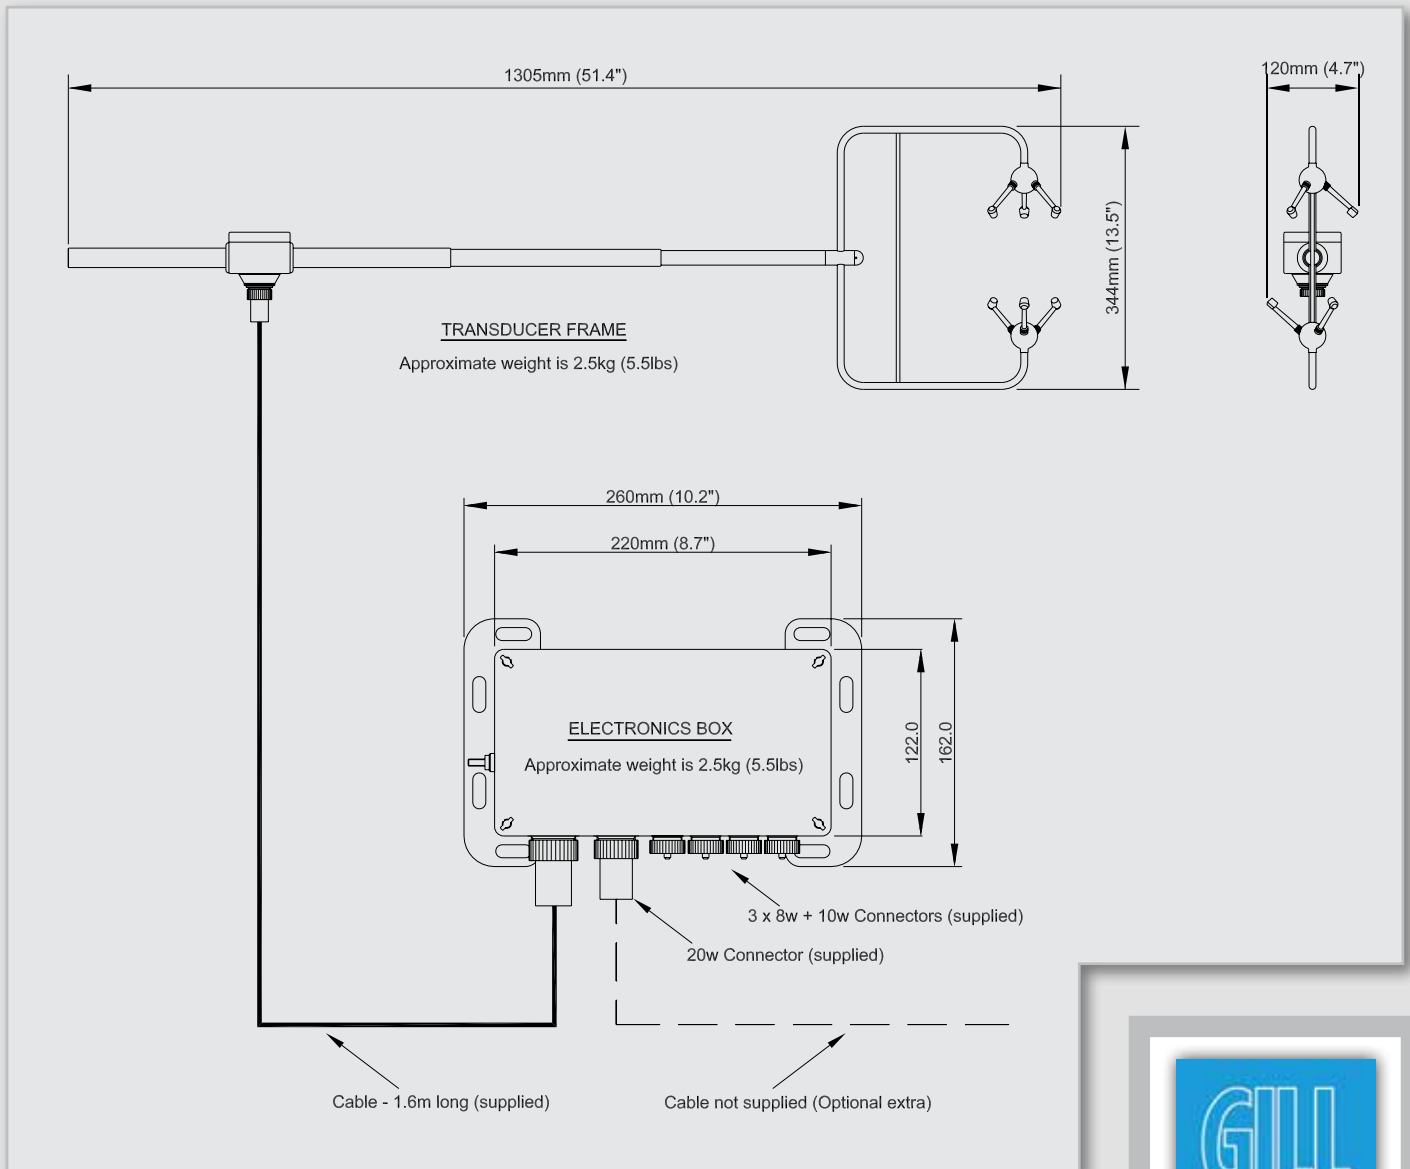 1305mm (51.4")
120mm (4.7")
344mm (13.5")
TRANSDUCER FRAME
Approximate weight is 2.5kg (5.5lbs)
260mm (10.2")
220mm (8.7")
ELECTRONICS BOX
Approximate weight is 2.5kg (5.5lbs)
122.0
162.0
3 x 8w + 10w Connectors (supplied)
20w Connector (supplied)
Cable - 1.6m long (supplied)
Cable not supplied (Optional extra)
GILL